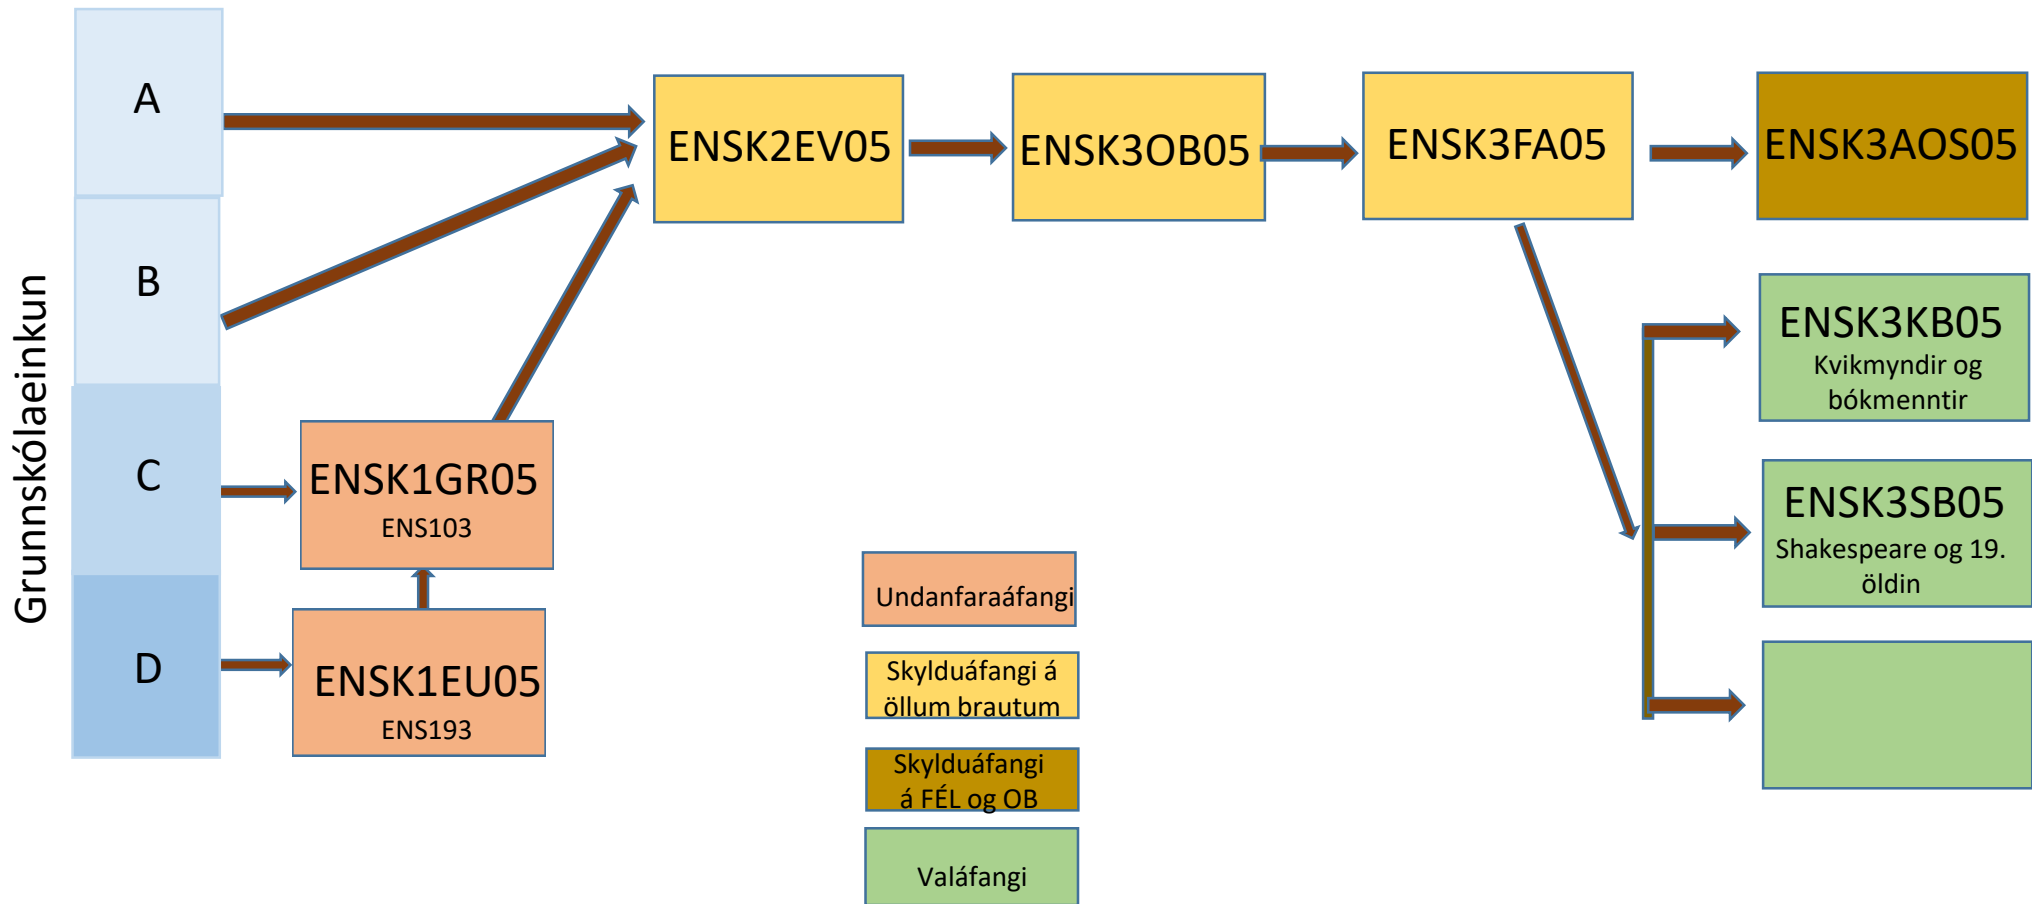 Grunnskólaeinkun
A
B
C
D
ENSK1GR05
ENS103
ENSK1EU05
ENS193
ENSK2EV05
ENSK3OB05
ENSK3FA05
ENSK3AOS05
ENSK3KB05
Kvikmyndir og
bókmenntir
ENSK3SB05
Shakespeare og 19.
öldin
Undanfaraáfangi
Skylduáfangi á
öllum brautum
Skylduáfangi
á FÉL og OB
Valáfangi